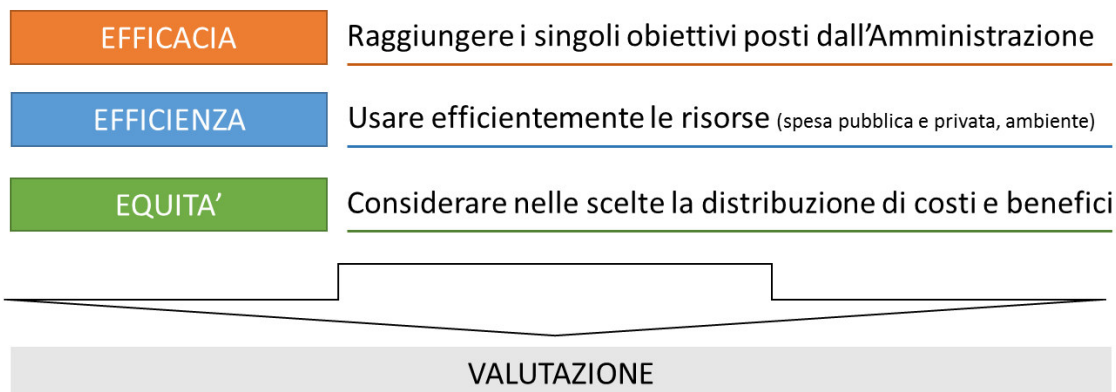 EFFICACIA Raggiungere i singoli obiettivi posti dall'Amministrazione
EFFICIENZA Usare efficientemente le risorse (spesa pubblica e privata, ambiente)
EQUITA' Considerare nelle scelte la distribuzione di costi e benefici
VALUTAZIONE